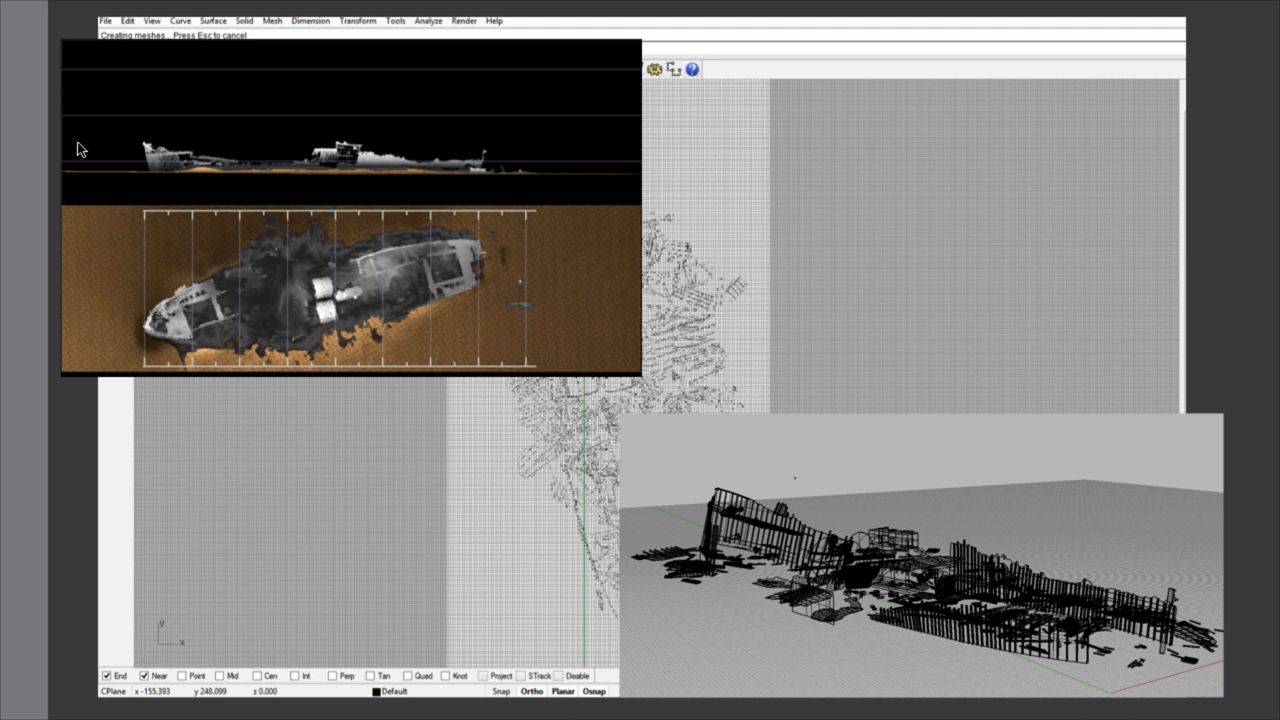 File Edit View Curve Surface Solid Mesh Mesh Dimension Transform Tools Analyze Render Help
Creating meshes... Press Esc to cancel
?
y
x
End Near Point Mid Cen Int Perp Tan Quad Knot Project STrack Disable
CPlane x -155.393 y 248.099 z 0.000 Default Snap Ortho Planar Osnap